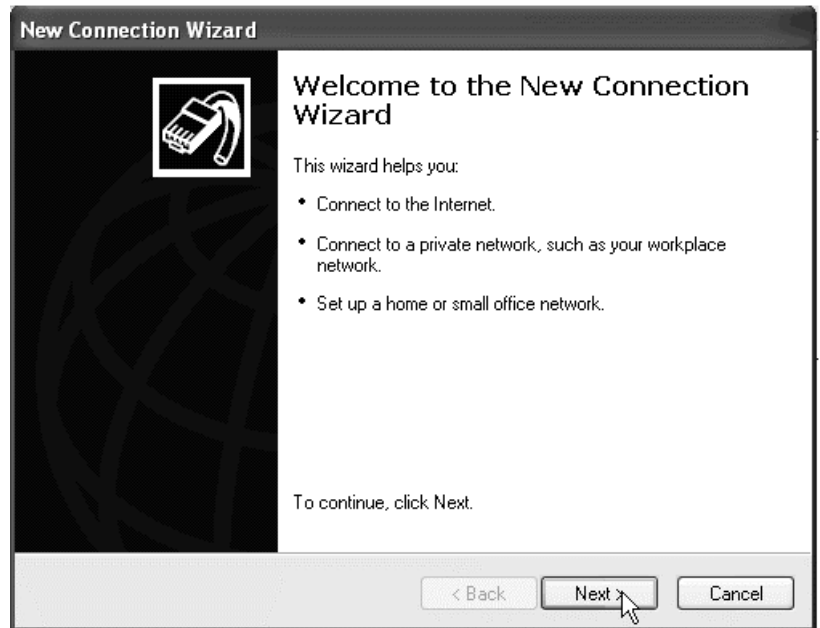 New Connection Wizard
Welcome to the New Connection
Wizard
This wizard helps you:
• Connect to the Internet.
• Connect to a private network, such as your workplace
network.
• Set up a home or small office network.
To continue, click Next.
< Back Next > Cancel